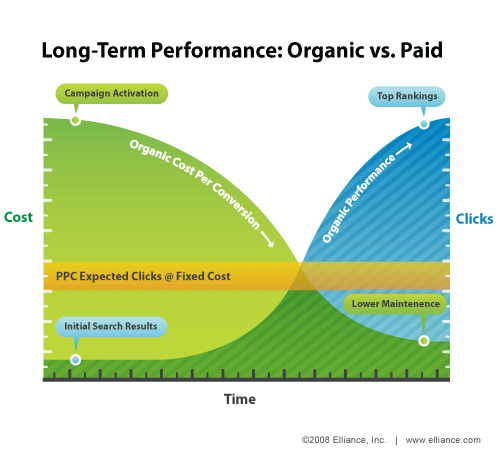 Long-Term Performance: Organic vs. Paid
Campaign Activation
Top Rankings
Organic Cost Per Conversion
Organic Performance
Cost
Clicks
PPC Expected Clicks @ Fixed Cost
Lower Maintenence
Initial Search Results
Time
©2008 Elliance, Inc. | www.elliance.com